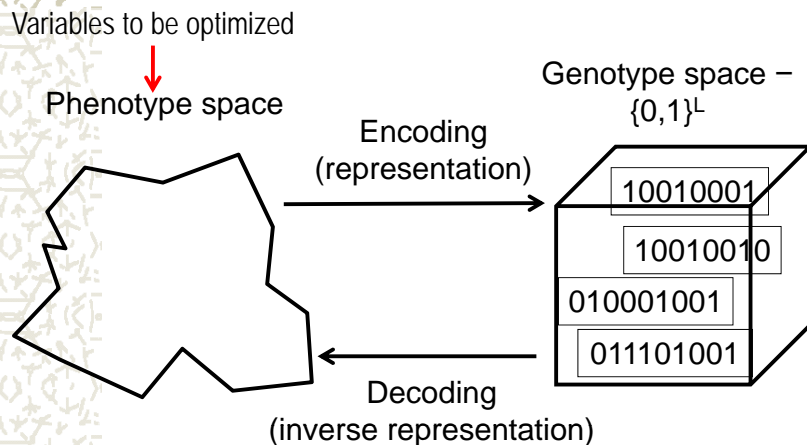 Variables to be optimized
Phenotype space
Encoding
(representation)
Genotype space –
{0,1}ᴸ
10010001
10010010
010001001
011101001
Decoding
(inverse representation)